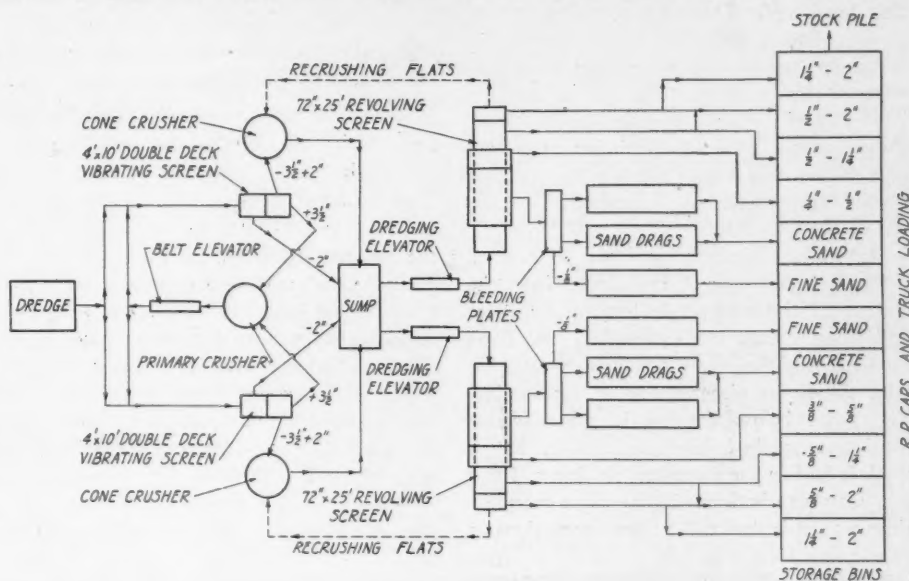 STOCK PILE
RECRUSHING FLATS
72"x25' REVOLVING
SCREEN
CONE CRUSHER
4'x10' DOUBLE DECK
VIBRATING SCREEN
-3½"+2"
+3½"
-2"
BELT ELEVATOR
DREDGE
PRIMARY CRUSHER
-2"
+3½"
-3½"+2"
4'x10' DOUBLE DECK
VIBRATING SCREEN
CONE CRUSHER
RECRUSHING FLATS
SUMP
DREDGING
ELEVATOR
DREDGING
ELEVATOR
72"x25' REVOLVING
SCREEN
BLEEDING
PLATES
-⅛"
-⅛"
SAND DRAGS
SAND DRAGS
1¼" - 2"
½" - 2"
½" - 1¼"
¼" - ½"
CONCRETE
SAND
FINE SAND
FINE SAND
CONCRETE
SAND
⅜" - ⅝"
⅝" - 1¼"
⅝" - 2"
1¼" - 2"
STORAGE BINS
R.R. CARS AND TRUCK LOADING